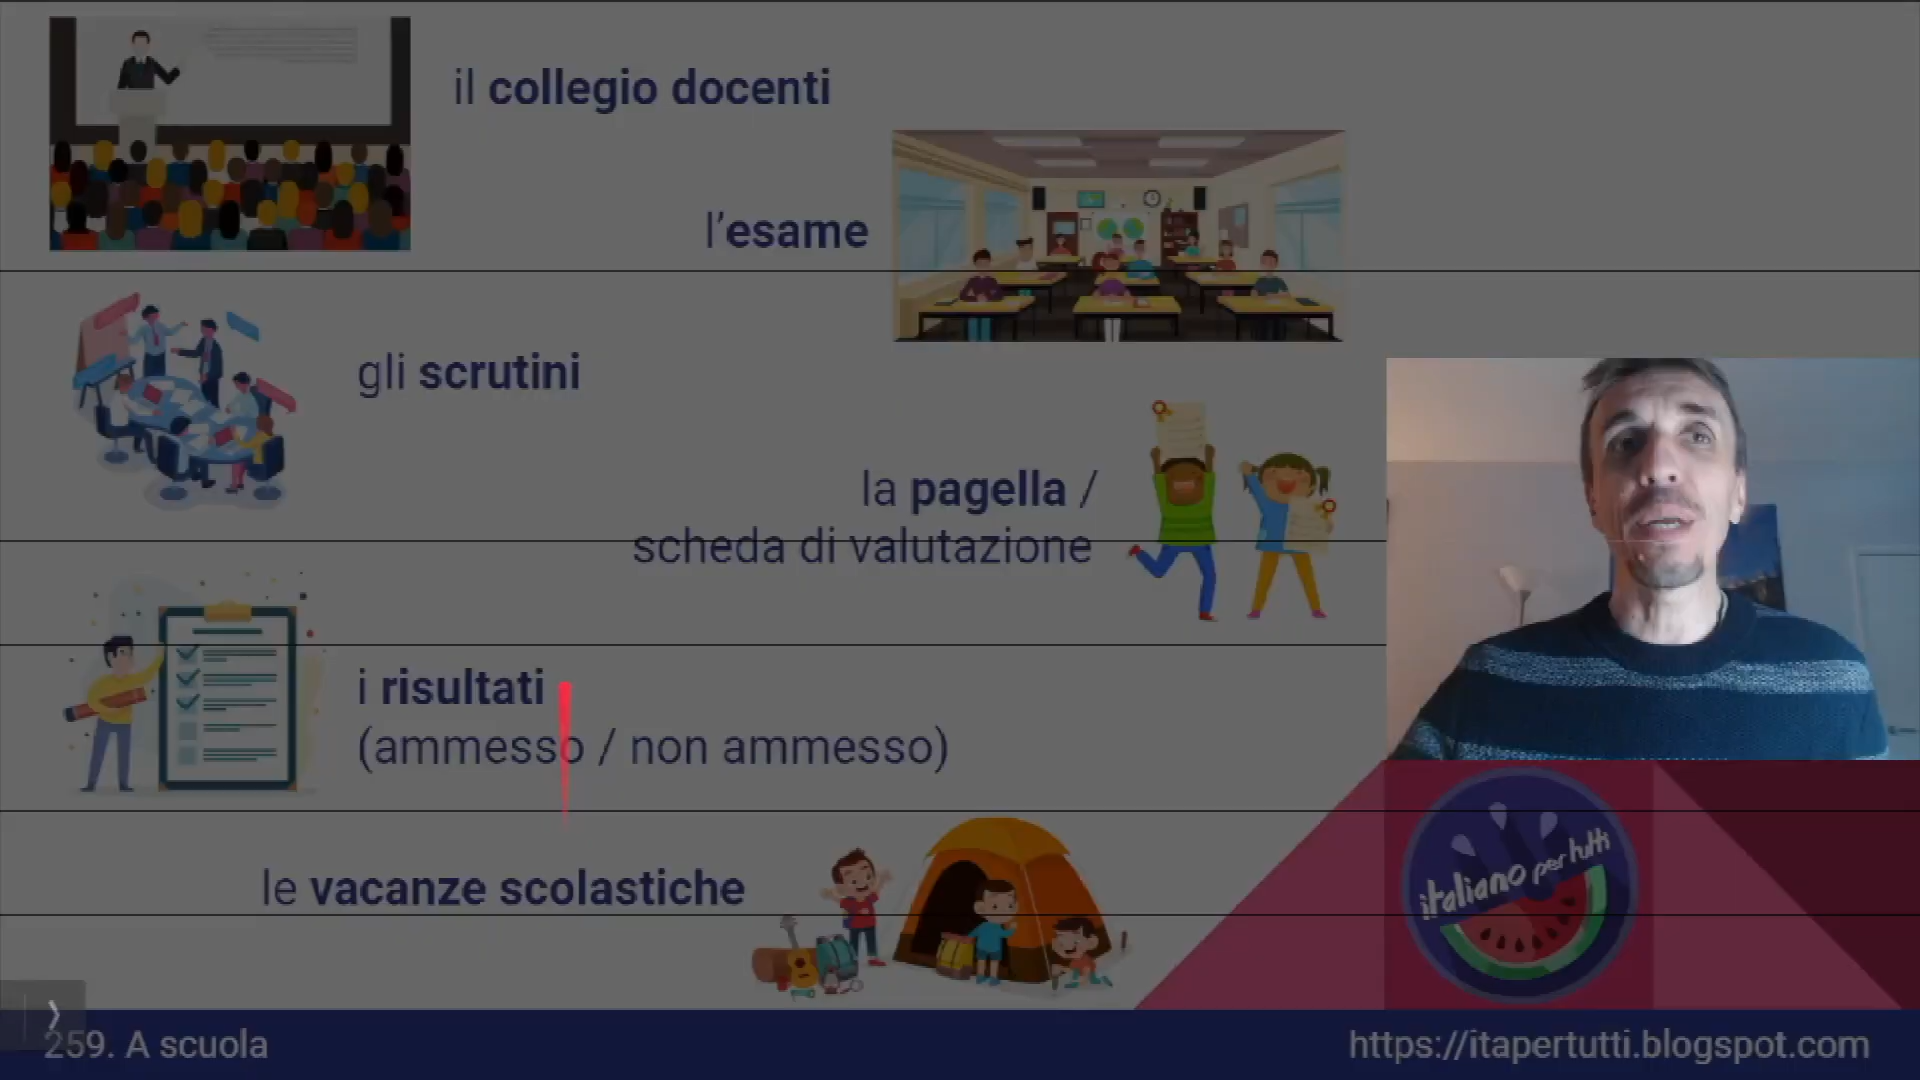 il collegio docenti
l’esame
gli scrutini
la pagella /
scheda di valutazione
i risultati
(ammesso / non ammesso)
le vacanze scolastiche
italiano per tutti
259. A scuola
https://itapertutti.blogspot.com